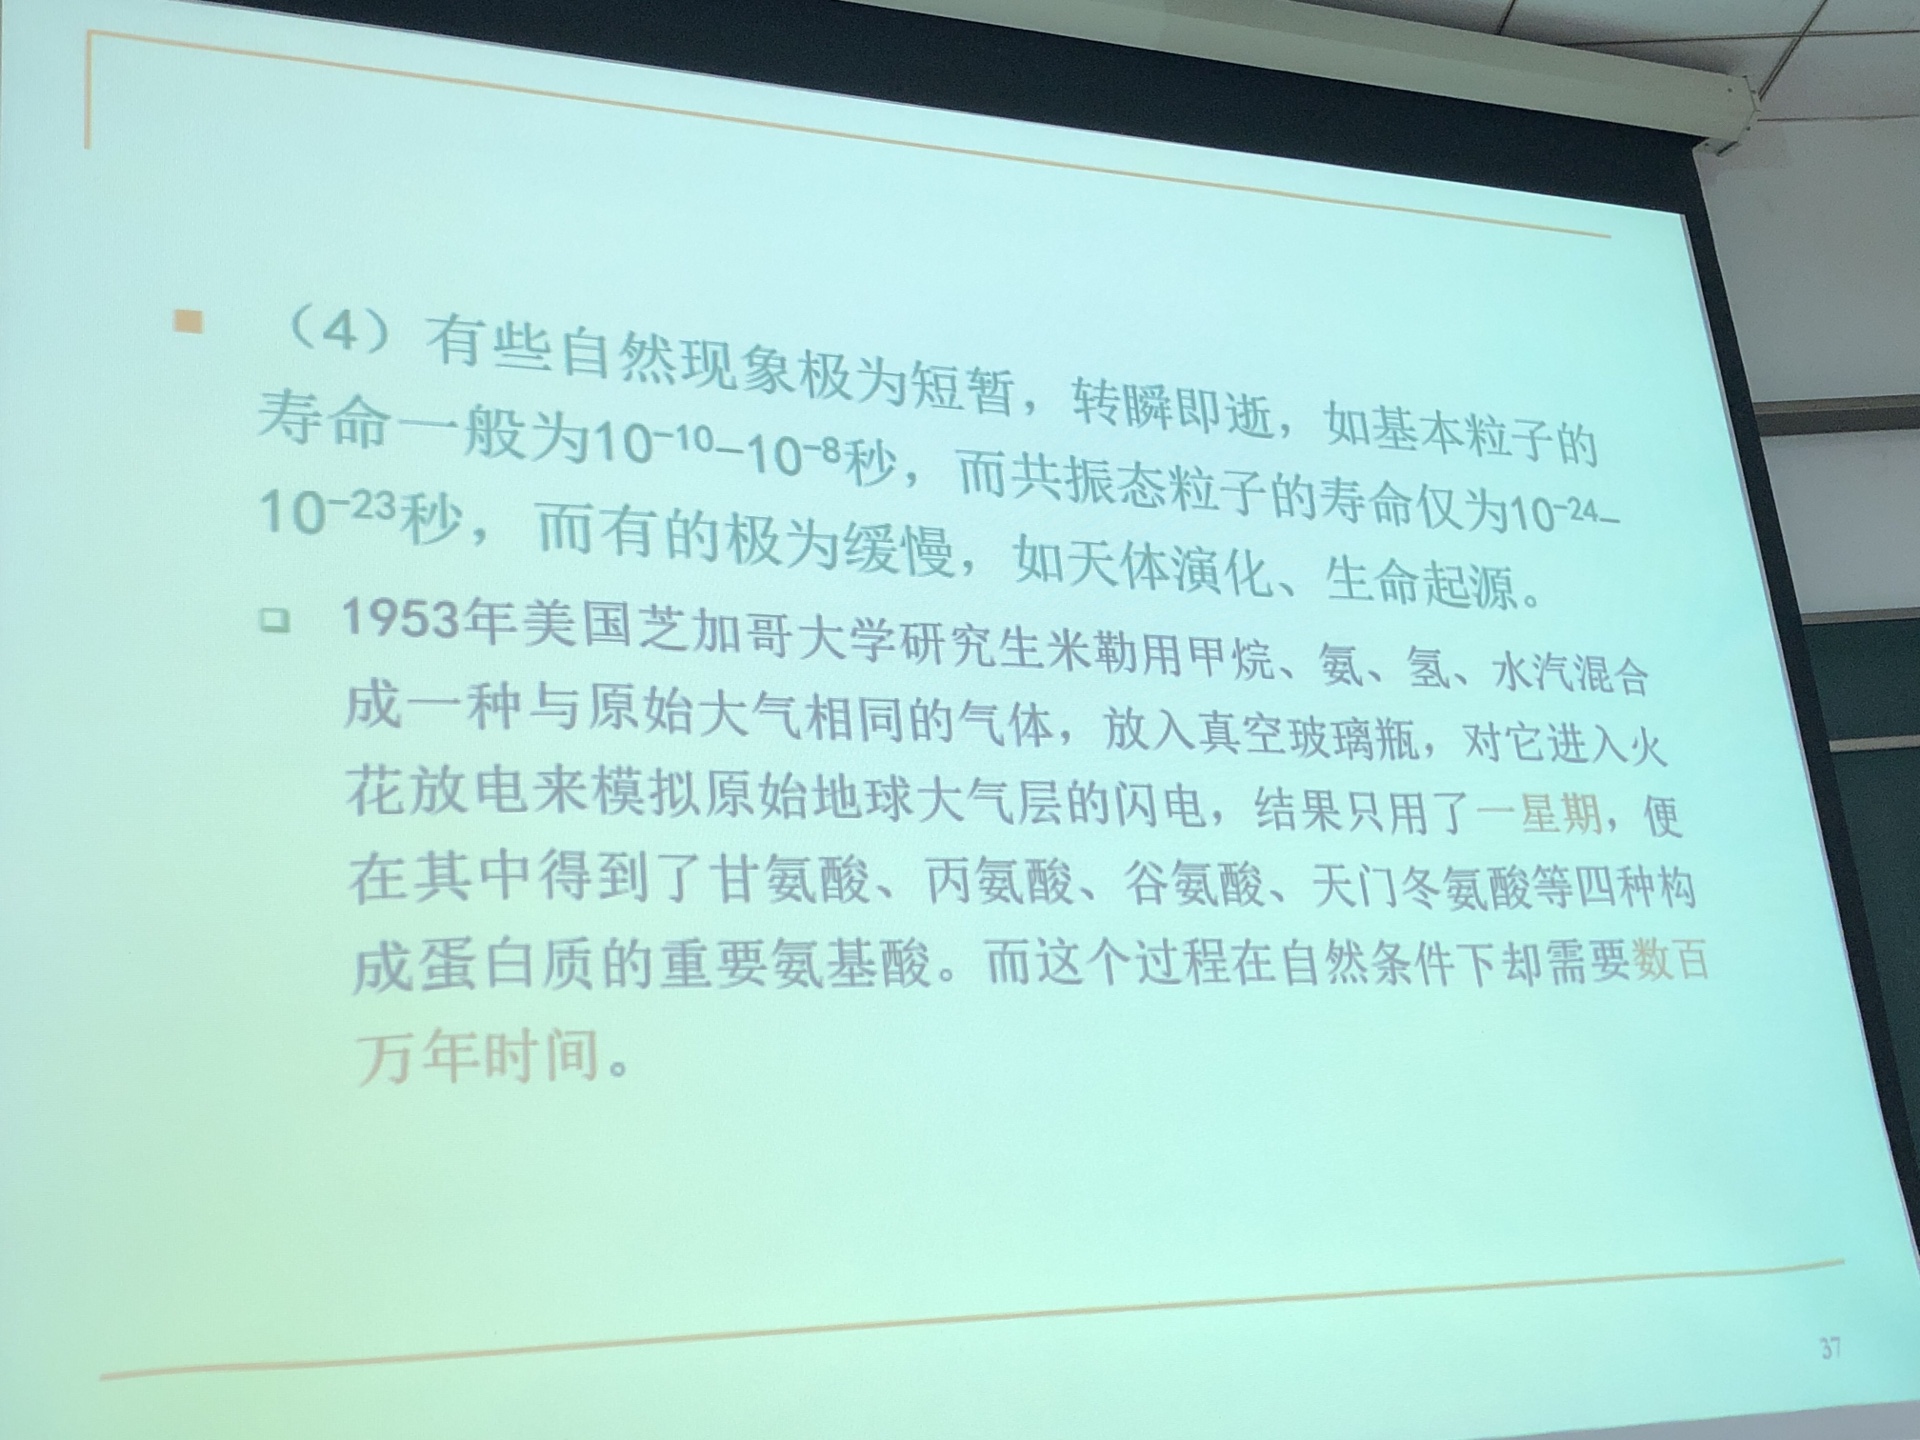 （4）有些自然现象极为短暂，转瞬即逝，如基本粒子的
寿命一般为10⁻¹⁰–10⁻⁸秒，而共振态粒子的寿命仅为10⁻²⁴–
10⁻²³秒，而有的极为缓慢，如天体演化、生命起源。
1953年美国芝加哥大学研究生米勒用甲烷、氨、氢、水汽混合
成一种与原始大气相同的气体，放入真空玻璃瓶，对它进入火
花放电来模拟原始地球大气层的闪电，结果只用了一星期，便
在其中得到了甘氨酸、丙氨酸、谷氨酸、天门冬氨酸等四种构
成蛋白质的重要氨基酸。而这个过程在自然条件下却需要数百
万年时间。
37